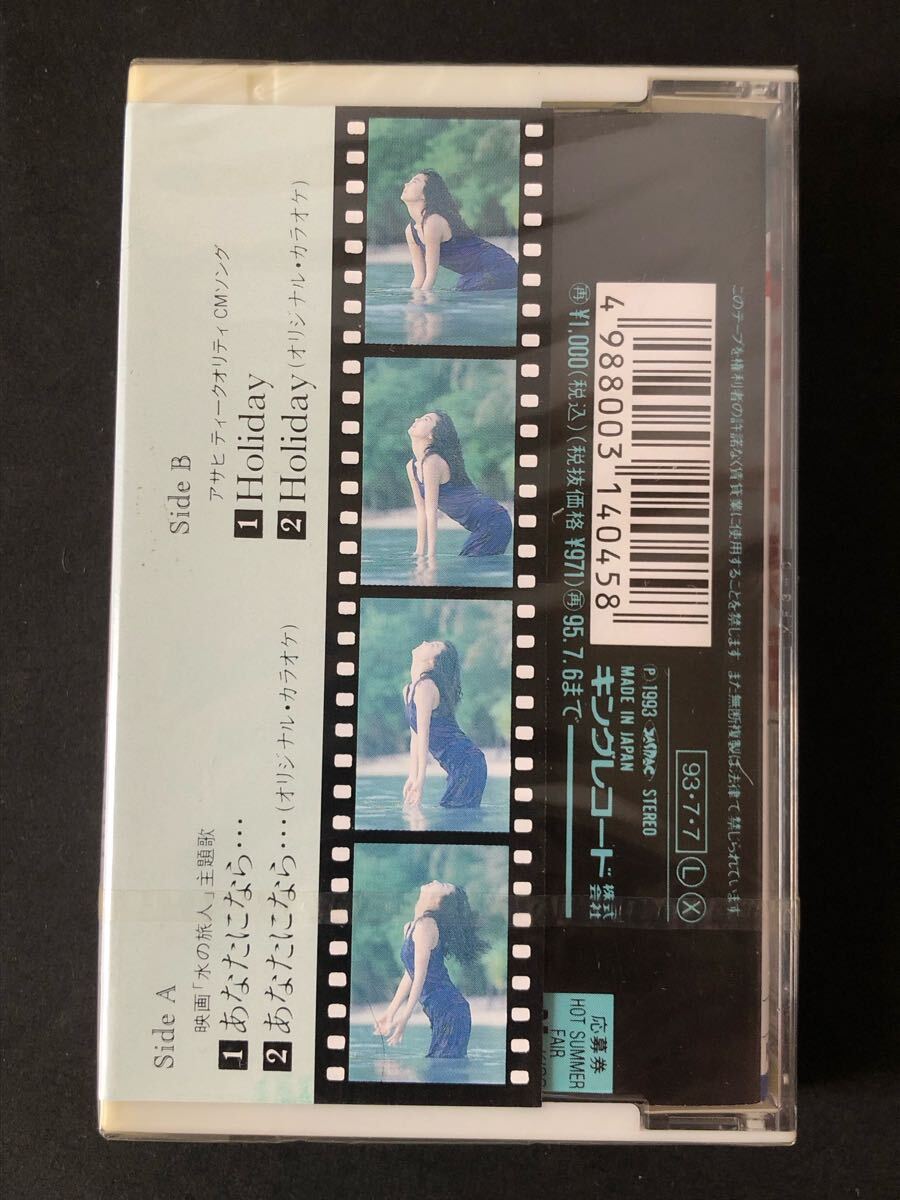 Side A
映画「水の旅人」主題歌
1 あなたになら…
2 あなたになら…(オリジナル・カラオケ)
Side B
アサヒ ティークオリティ CMソング
1 Holiday
2 Holiday(オリジナル・カラオケ)
応募券
HOT SUMMER
FAIR
㊢¥1,000(税込)(税抜価格 ¥971)㊢95.7.6まで
4 988003 140458
キングレコード 株式会社
MADE IN JAPAN
Ⓟ1993 JASRAC STEREO
93・7・7 Ⓛ Ⓧ
このテープを権利者の許諾なく賃貸業に使用することを禁じます また無断複製は法律で禁じられています